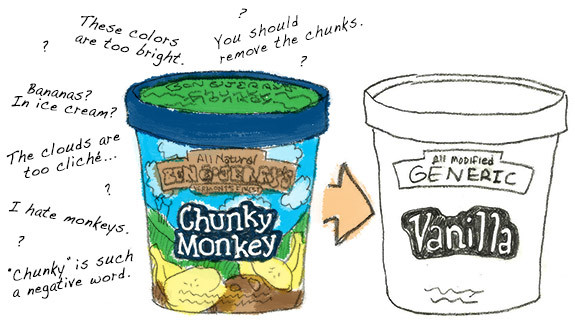 ?
These colors
are too bright.
?
You should
remove the chunks.
?
Bananas?
In ice cream?
The clouds are
too cliché...
?
I hate monkeys.
?
"Chunky" is such
a negative word.
BEN & JERRY'S
All Natural
BEN & JERRY'S
VERMONT'S FINEST
Chunky
Monkey
All Modified
GENERIC
Vanilla